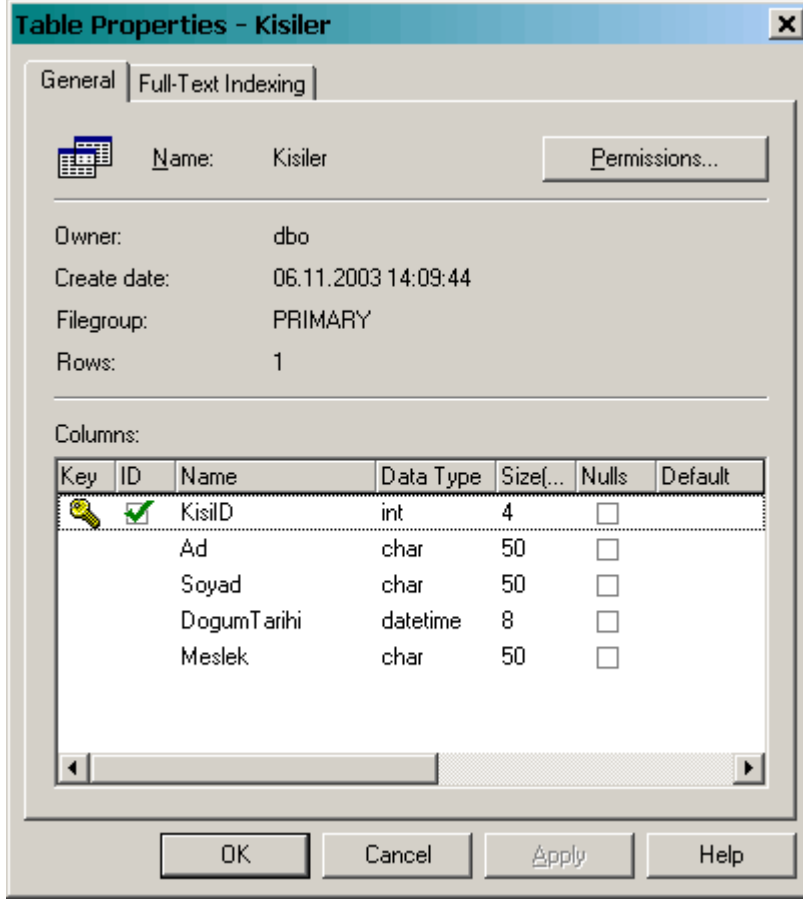 Table Properties - Kisiler
General Full-Text Indexing
Name: Kisiler Permissions...
Owner: dbo
Create date: 06.11.2003 14:09:44
Filegroup: PRIMARY
Rows: 1
Columns:
Key ID Name Data Type Size(... Nulls Default
KisiID int 4
Ad char 50
Soyad char 50
DogumTarihi datetime 8
Meslek char 50
OK Cancel Apply Help